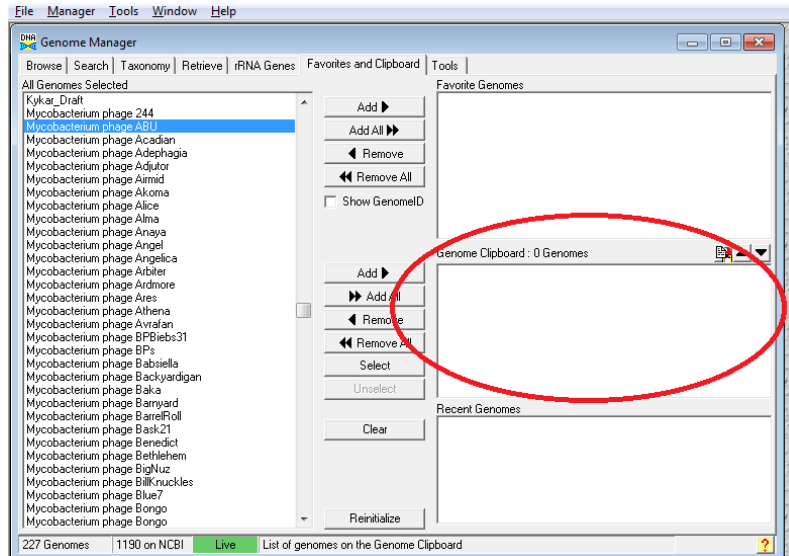 File Manager Tools Window Help
DNA Genome Manager
Browse Search Taxonomy Retrieve rRNA Genes Favorites and Clipboard Tools
All Genomes Selected
Kykar_Draft
Mycobacterium phage 244
Mycobacterium phage ABU
Mycobacterium phage Acadian
Mycobacterium phage Adephagia
Mycobacterium phage Adjutor
Mycobacterium phage Airmid
Mycobacterium phage Akoma
Mycobacterium phage Alice
Mycobacterium phage Alma
Mycobacterium phage Anaya
Mycobacterium phage Angel
Mycobacterium phage Angelica
Mycobacterium phage Arbiter
Mycobacterium phage Ardmore
Mycobacterium phage Ares
Mycobacterium phage Athena
Mycobacterium phage Avrafan
Mycobacterium phage BPBiebs31
Mycobacterium phage BPs
Mycobacterium phage Babsiella
Mycobacterium phage Backyardigan
Mycobacterium phage Baka
Mycobacterium phage Barnyard
Mycobacterium phage BarrelRoll
Mycobacterium phage Bask21
Mycobacterium phage Benedict
Mycobacterium phage Bethlehem
Mycobacterium phage BigNuz
Mycobacterium phage BillKnuckles
Mycobacterium phage Blue7
Mycobacterium phage Bongo
Mycobacterium phage Bongo
Add
Add All
Remove
Remove All
Show GenomeID
Add
Add All
Remove
Remove All
Select
Unselect
Clear
Reinitialize
Favorite Genomes
Genome Clipboard : 0 Genomes
Recent Genomes
227 Genomes 1190 on NCBI Live List of genomes on the Genome Clipboard ?